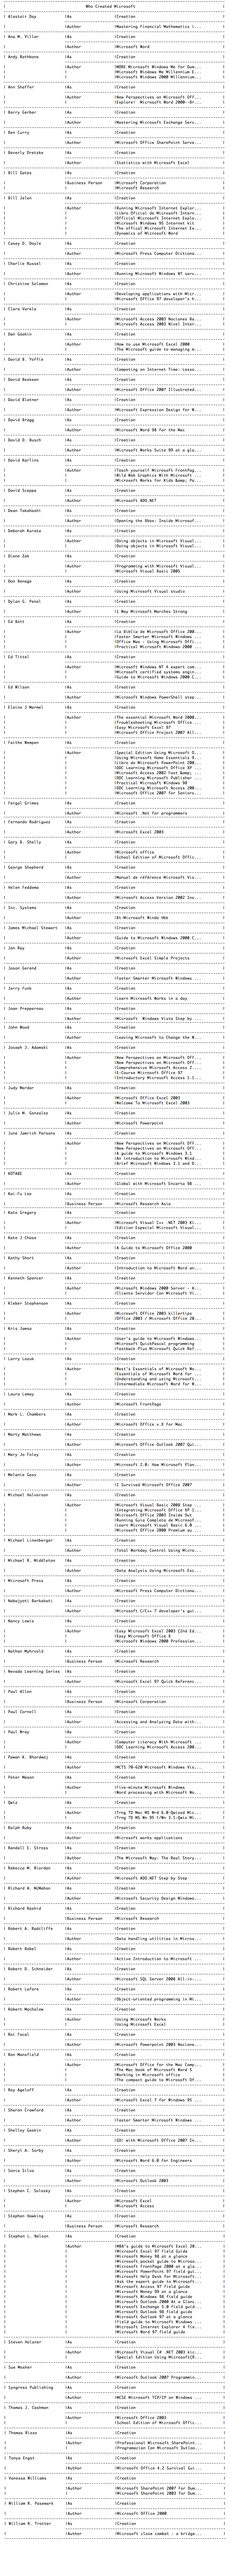 Who Created Microsoft
Alastair Day As Creation
Author Mastering Financial Mathematics i...
Ana M. Villar As Creation
Author Microsoft Word
Andy Rathbone As Creation
Author MORE Microsoft Windows Me for Dum...
Microsoft Windows Me Millennium E...
Microsoft Windows 2000 Millennium...
Ann Shaffer As Creation
Author New Perspectives on Microsoft Off...
Explore! Microsoft Word 2000--Br...
Barry Gerber As Creation
Author Mastering Microsoft Exchange Serv...
Ben Curry As Creation
Author Microsoft Office SharePoint Serve...
Beverly Dretzke As Creation
Author Statistics with Microsoft Excel
Bill Gates As Creation
Business Person Microsoft Corporation
Microsoft Research
Bill Jelen As Creation
Author Running Microsoft Internet Explor...
Libro Oficial de Microsoft Intern...
Official Microsoft Internet Explo...
Microsoft Windows 95 Internet kit
The official Microsoft Internet Ex...
Dynamics of Microsoft Word
Casey D. Doyle As Creation
Author Microsoft Press Computer Dictiona...
Charlie Russel As Creation
Author Running Microsoft Windows NT serv...
Christine Solomon As Creation
Author Developing applications with Micr...
Microsoft Office 97 developer's h...
Clara Varela As Creation
Author Microsoft Access 2003 Nociones Ba...
Microsoft Access 2003 Nivel Inter...
Dan Gookin As Creation
Author How to use Microsoft Excel 2000
The Microsoft guide to managing m...
David B. Yoffie As Creation
Author Competing on Internet Time: Lesso...
David Beskeen As Creation
Author Microsoft Office 2007 Illustrated...
David Blatner As Creation
Author Microsoft Expression Design for W...
David Bragg As Creation
Author Microsoft Word 98 for the Mac
David D. Busch As Creation
Author Microsoft Works Suite 99 at a gla...
David Karlins As Creation
Author Teach yourself Microsoft FrontPag...
Wild Web Graphics With Microsoft ...
Microsoft Works for Kids &amp; Pa...
David Sceppa As Creation
Author Microsoft ADO.NET
Dean Takahashi As Creation
Author Opening the Xbox: Inside Microsof...
Deborah Kurata As Creation
Author Doing objects in Microsoft Visual...
Doing objects in Microsoft Visual...
Diane Zak As Creation
Author Programming with Microsoft Visual...
Microsoft Visual Basic 2005
Don Benage As Creation
Author Using Microsoft Visual studio
Dylan G. Penol As Creation
Author 1 Way Microsoft Marches Strong
Ed Bott As Creation
Author La Biblia de Microsoft Office 200...
Faster Smarter Microsoft Windows ...
Office Mac - Using Microsoft Offi...
Practical Microsoft Windows 2000 ...
Ed Tittel As Creation
Author Microsoft Windows NT 4 expert com...
Microsoft certified systems engin...
Guide to Microsoft Windows 2000 C...
Ed Wilson As Creation
Author Microsoft Windows PowerShell step...
Elaine J Marmel As Creation
Author The essential Microsoft Word 2000...
Troubleshooting Microsoft Office ...
Using Microsoft Excel 97
Microsoft Office Project 2007 All...
Faithe Wempen As Creation
Author Special Edition Using Microsoft O...
Using Microsoft Home Essentials 9...
Libro de Microsoft PowerPoint 200...
DDC Learning Microsoft Office XP ...
Microsoft Access 2002 Fast &amp; ...
DDC Learning Microsoft Publisher ...
Practical Microsoft Windows 98
DDC Learning Microsoft Access 200...
Microsoft Office 2007 for Seniors...
Fergal Grimes As Creation
Author Microsoft .Net for programmers
Fernando Rodriguez As Creation
Author Microsoft Excel 2003
Gary B. Shelly As Creation
Author Microsoft office
School Edition of Microsoft Offic...
George Shepherd As Creation
Author Manual de référence Microsoft Vis...
Helen Feddema As Creation
Author Microsoft Access Version 2002 Ins...
Inc. Systems As Creation
Author Bk-Microsoft Windw Hbk
James Michael Stewart As Creation
Author Guide to Microsoft Windows 2000 C...
Jan Ray As Creation
Author Microsoft Excel Simple Projects
Jason Gerend As Creation
Author Faster Smarter Microsoft Windows ...
Jerry Funk As Creation
Author Learn Microsoft Works in a day
Joan Preppernau As Creation
Author Microsoft Windows Vista Step by ...
John Wood As Creation
Author Leaving Microsoft to Change the W...
Joseph J. Adamski As Creation
Author New Perspectives on Microsoft Off...
New Perspectives on Microsoft Off...
Comprehensive Microsoft Access 2....
E Course Microsoft Office 97
Introductory Microsoft Access 1.1...
Judy Mardar As Creation
Author Microsoft Office Excel 2003
Welcome To Microsoft Excel 2003
Julia M. Gonzalez As Creation
Author Microsoft Powerpoint
June Jamrich Parsons As Creation
Author New Perspectives on Microsoft Off...
New Perspectives on Microsoft Off...
A guide to Microsoft Windows 3.1
An introduction to Microsoft Wind...
Brief Microsoft Windows 3.1 and O...
KOTABE As Creation
Author Global with Microsoft Encarta 98 ...
Kai-Fu Lee As Creation
Business Person Microsoft Research Asia
Kate Gregory As Creation
Author Microsoft Visual C++ .NET 2003 Ki...
Edition Especial Microsoft Visual...
Kate J Chase As Creation
Author A Guide to Microsoft Office 2000
Kathy Short As Creation
Author Introduction to Microsoft Word an...
Kenneth Spencer As Creation
Author Microsoft Windows 2000 Server - A...
Cliente Servidor Con Microsoft Vi...
Kleber Stephenson As Creation
Author Microsoft Office 2003 killertips
Office 2003 / Microsoft Office 20...
Kris Jamsa As Creation
Author User's guide to Microsoft Windows...
Microsoft QuickPascal programming
Fastback Plus Microsoft Quick Ref...
Larry Lozuk As Creation
Author West's Essentials of Microsoft Wo...
Essentials of Microsoft Word for ...
Understanding and using Microsoft...
Intermediate Microsoft Word for W...
Laura Lemay As Creation
Author Microsoft FrontPage
Mark L. Chambers As Creation
Author Microsoft Office v.X for Mac
Marty Matthews As Creation
Author Microsoft Office Outlook 2007 Qui...
Mary Jo Foley As Creation
Author Microsoft 2.0: How Microsoft Plan...
Melanie Gass As Creation
Author I Survived Microsoft Office 2007
Michael Halvorson As Creation
Author Microsoft Visual Basic 2008 Step ...
Integrating Microsoft Office XP I...
Microsoft Office 2003 Inside Out
Running Guia Completa de Microsof...
Learn Microsoft Visual Basic 6.0 ...
Microsoft Office 2000 Premium au ...
Michael Linenberger As Creation
Author Total Workday Control Using Micro...
Michael R. Middleton As Creation
Author Data Analysis Using Microsoft Exc...
Microsoft Press As Creation
Author Microsoft Press Computer Dictiona...
Nabajyoti Barkakati As Creation
Author Microsoft C/C++ 7 developer's gui...
Nancy Lewis As Creation
Author Easy Microsoft Excel 2003 (2nd Ed...
Easy Microsoft Office X
Microsoft Windows 2000 Profession...
Nathan Myhrvold As Creation
Business Person Microsoft Research
Nevada Learning Series As Creation
Author Microsoft Excel 97 Quick Referenc...
Paul Allen As Creation
Business Person Microsoft Corporation
Paul Cornell As Creation
Author Accessing and Analyzing Data with...
Paul Wray As Creation
Author Computer Literacy With Microsoft ...
DDC Learning Microsoft Access 200...
Pawan K. Bhardwaj As Creation
Author MCTS 70-620 Microsoft Windows Vis...
Peter Mason As Creation
Author Five-minute Microsoft Windows
Word processing with Microsoft Wo...
Qwiz As Creation
Author Trng TD Mac MS Wrd 6.0-Qwized Mic...
Trng TD MS Wn 95 F/Wn 3.1-Qwiz Mi...
Ralph Ruby As Creation
Author Microsoft works applications
Randall E. Stross As Creation
Author The Microsoft Way: The Real Story...
Rebecca M. Riordan As Creation
Author Microsoft ADO.NET Step by Step
Richard W. McMahon As Creation
Author Microsoft Security Design Windows...
Richard Rashid As Creation
Business Person Microsoft Research
Robert A. Radcliffe As Creation
Author Data handling utilities in Micros...
Robert Babel As Creation
Author Active Introduction to Microsoft ...
Robert D. Schneider As Creation
Author Microsoft SQL Server 2008 All-in-...
Robert Lafore As Creation
Author Object-oriented programming in Mi...
Robert Wachelow As Creation
Author Using Microsoft Works
Using Microsoft Excel
Roi Facal As Creation
Author Microsoft Powerpoint 2003 Nocione...
Ron Mansfield As Creation
Author Microsoft Office for the Mac Comp...
The Mac book of Microsoft Word 5
Working in Microsoft office
The compact guide to Microsoft Of...
Roy Ageloff As Creation
Author Microsoft Excel 7 for Windows 95 ...
Sharon Crawford As Creation
Author Faster Smarter Microsoft Windows ...
Shelley Gaskin As Creation
Author GO! with Microsoft Office 2007 In...
Sheryl A. Sorby As Creation
Author Microsoft Word 6.0 for Engineers
Sonia Silva As Creation
Author Microsoft Outlook 2003
Stephen C. Solosky As Creation
Author Microsoft Excel
Microsoft Access
Stephen Hawking As Creation
Business Person Microsoft Research
Stephen L. Nelson As Creation
Author MBA's guide to Microsoft Excel 20...
Microsoft Excel 97 Field Guide
Microsoft Money 98 at a glance
Microsoft pocket guide to Microso...
Microsoft FrontPage 2000 at a gla...
Microsoft PowerPoint 97 field gui...
Microsoft Help Desk for Microsoft...
Ask the expert guide to Microsoft...
Microsoft Access 97 field guide
Microsoft Money 99 at a glance
Microsoft Windows 98 field guide
Microsoft Outlook 2000 At a Glanc...
Microsoft Exchange 5.0 field guid...
Microsoft Outlook 98 field guide
Microsoft Outlook 97 at a glance
Field guide to Microsoft Windows ...
Microsoft Internet Explorer 4 fie...
Microsoft Word 97 field guide
Steven Holzner As Creation
Author Microsoft Visual C# .NET 2003 kic...
Special Edition Using Microsoft(R...
Sue Mosher As Creation
Author Microsoft Outlook 2007 Programmin...
Syngress Publishing As Creation
Author MCSE Microsoft TCP/IP on Windows ...
Thomas J. Cashman As Creation
Author Microsoft Office 2003
School Edition of Microsoft Offic...
Thomas Rizzo As Creation
Author Professional Microsoft SharePoint...
Programacion Con Microsoft Outloo...
Tonya Engst As Creation
Author Microsoft Office 4.2 Survival Gui...
Vanessa Williams As Creation
Author Microsoft SharePoint 2007 For Dum...
Microsoft SharePoint 2003 For Dum...
William R. Pasewark As Creation
Author Microsoft Office 2000
William R. Trotter As Creation
Author Microsoft close combat - a bridge...